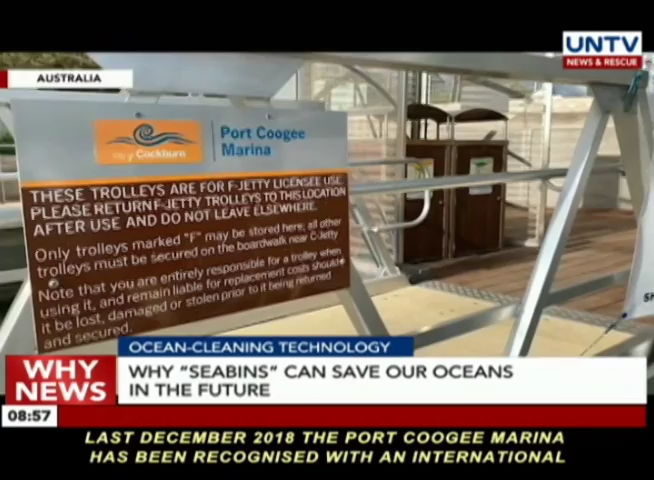 UNTV
NEWS & RESCUE
AUSTRALIA
Cockburn
Port Coogee
Marina
THESE TROLLEYS ARE FOR F-JETTY LICENSEE USE.
PLEASE RETURN F-JETTY TROLLEYS TO THIS LOCATION
AFTER USE AND DO NOT LEAVE ELSEWHERE.
Only trolleys marked "F" may be stored here; all other
trolleys must be secured on the boardwalk near C-Jetty
Note that you are entirely responsible for a trolley when
using it, and remain liable for replacement costs should
it be lost, damaged or stolen prior to it being returned
and secured.
OCEAN-CLEANING TECHNOLOGY
WHY NEWS
WHY "SEABINS" CAN SAVE OUR OCEANS
IN THE FUTURE
08:57
LAST DECEMBER 2018 THE PORT COOGEE MARINA
HAS BEEN RECOGNISED WITH AN INTERNATIONAL